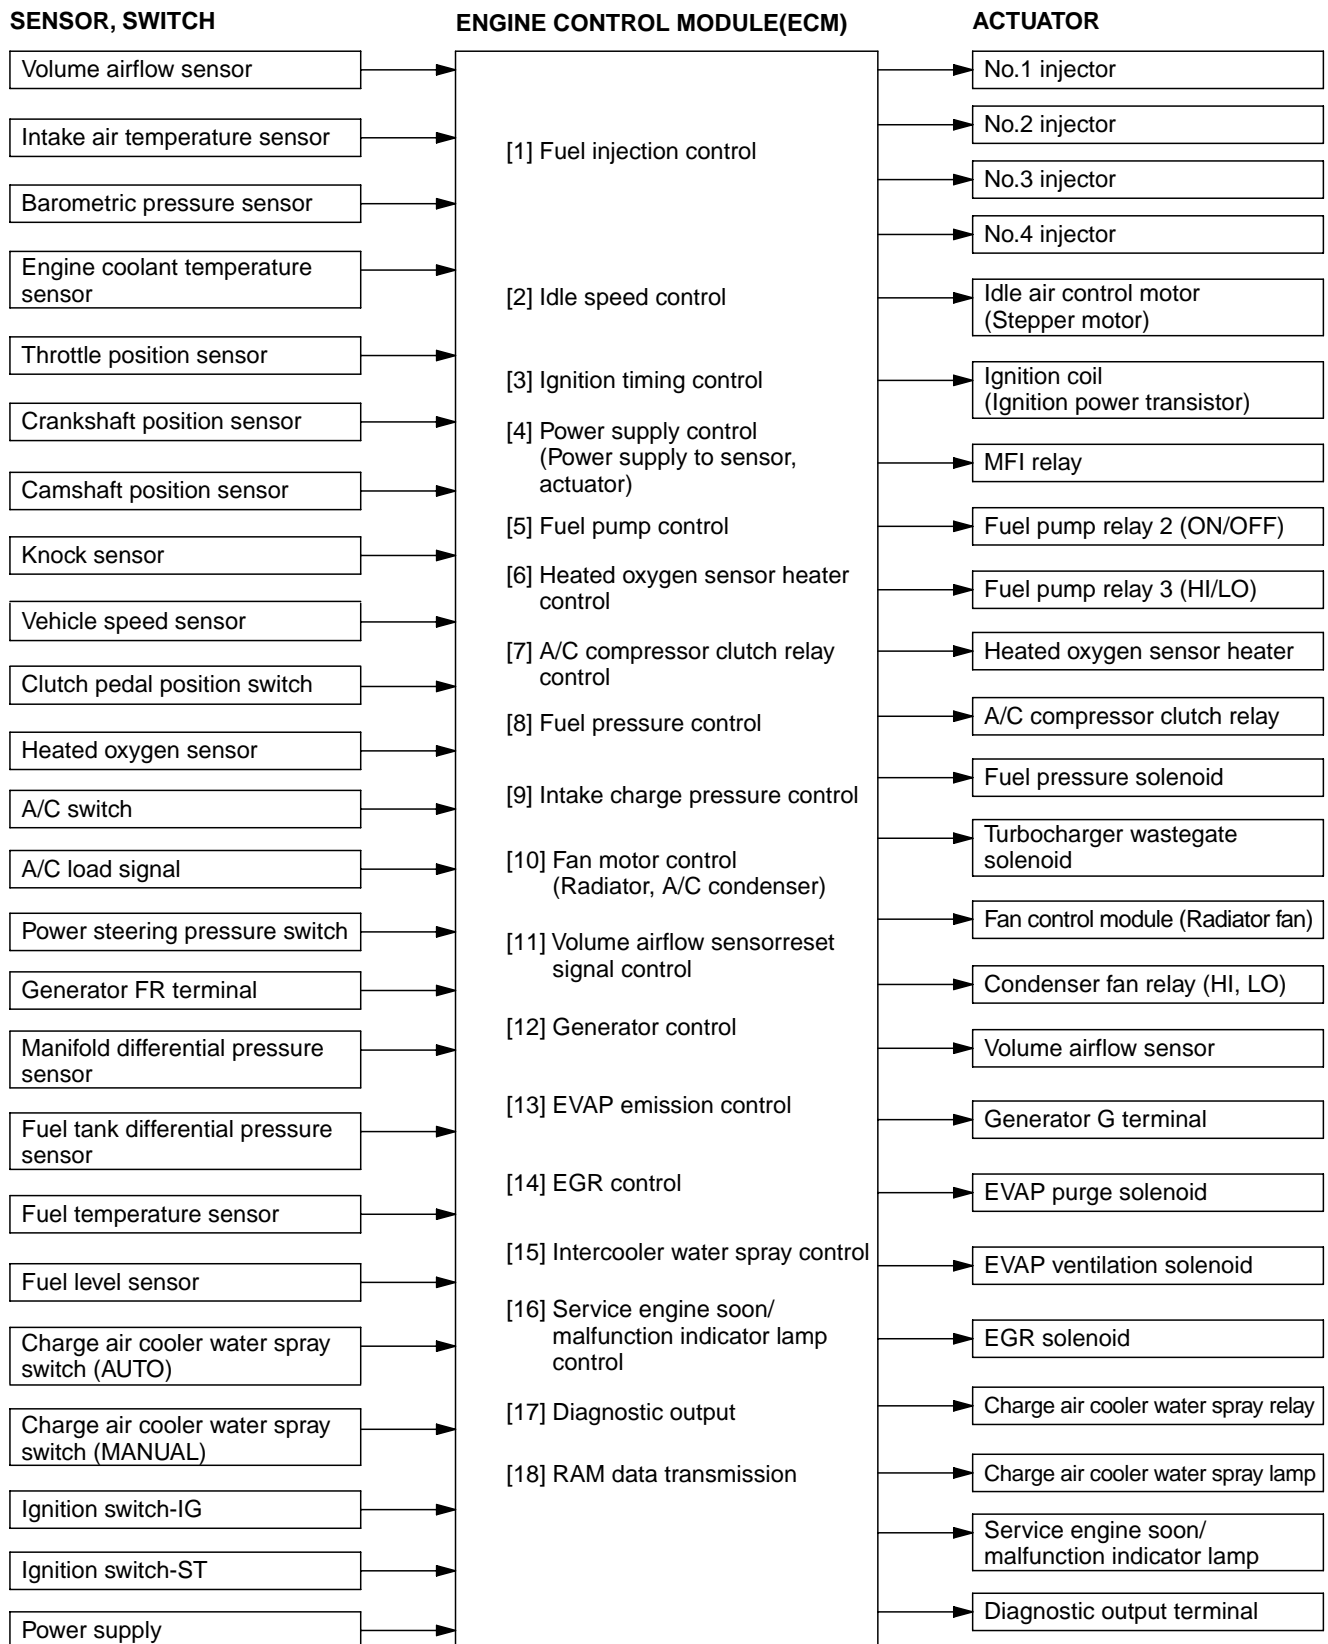 SENSOR, SWITCH
Volume airflow sensor
Intake air temperature sensor
Barometric pressure sensor
Engine coolant temperature
sensor
Throttle position sensor
Crankshaft position sensor
Camshaft position sensor
Knock sensor
Vehicle speed sensor
Clutch pedal position switch
Heated oxygen sensor
A/C switch
A/C load signal
Power steering pressure switch
Generator FR terminal
Manifold differential pressure
sensor
Fuel tank differential pressure
sensor
Fuel temperature sensor
Fuel level sensor
Charge air cooler water spray
switch (AUTO)
Charge air cooler water spray
switch (MANUAL)
Ignition switch-IG
Ignition switch-ST
Power supply
ENGINE CONTROL MODULE(ECM)
[1] Fuel injection control
[2] Idle speed control
[3] Ignition timing control
[4] Power supply control
(Power supply to sensor,
actuator)
[5] Fuel pump control
[6] Heated oxygen sensor heater
control
[7] A/C compressor clutch relay
control
[8] Fuel pressure control
[9] Intake charge pressure control
[10] Fan motor control
(Radiator, A/C condenser)
[11] Volume airflow sensorreset
signal control
[12] Generator control
[13] EVAP emission control
[14] EGR control
[15] Intercooler water spray control
[16] Service engine soon/
malfunction indicator lamp
control
[17] Diagnostic output
[18] RAM data transmission
ACTUATOR
No.1 injector
No.2 injector
No.3 injector
No.4 injector
Idle air control motor
(Stepper motor)
Ignition coil
(Ignition power transistor)
MFI relay
Fuel pump relay 2 (ON/OFF)
Fuel pump relay 3 (HI/LO)
Heated oxygen sensor heater
A/C compressor clutch relay
Fuel pressure solenoid
Turbocharger wastegate
solenoid
Fan control module (Radiator fan)
Condenser fan relay (HI, LO)
Volume airflow sensor
Generator G terminal
EVAP purge solenoid
EVAP ventilation solenoid
EGR solenoid
Charge air cooler water spray relay
Charge air cooler water spray lamp
Service engine soon/
malfunction indicator lamp
Diagnostic output terminal